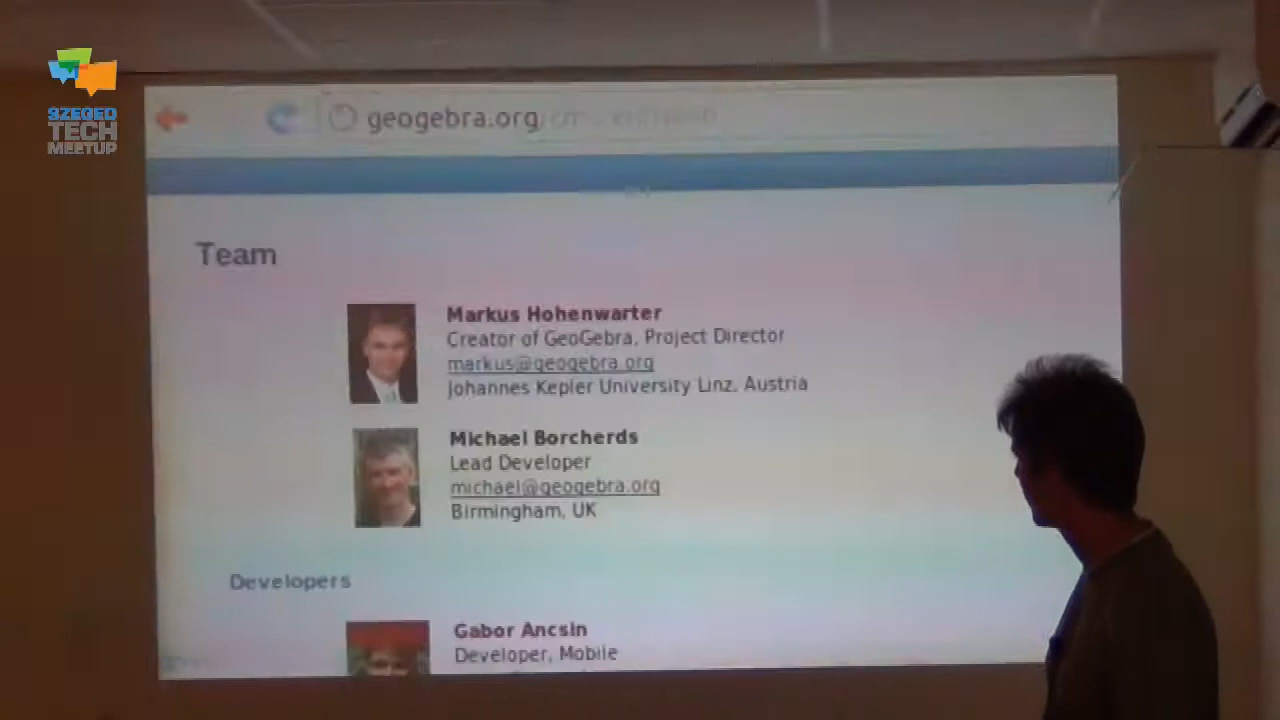 SZEGED
TECH
MEETUP
geogebra.org
Team
Markus Hohenwarter
Creator of GeoGebra, Project Director
markus@geogebra.org
Johannes Kepler University Linz, Austria
Michael Borcherds
Lead Developer
michael@geogebra.org
Birmingham, UK
Developers
Gabor Ancsin
Developer, Mobile